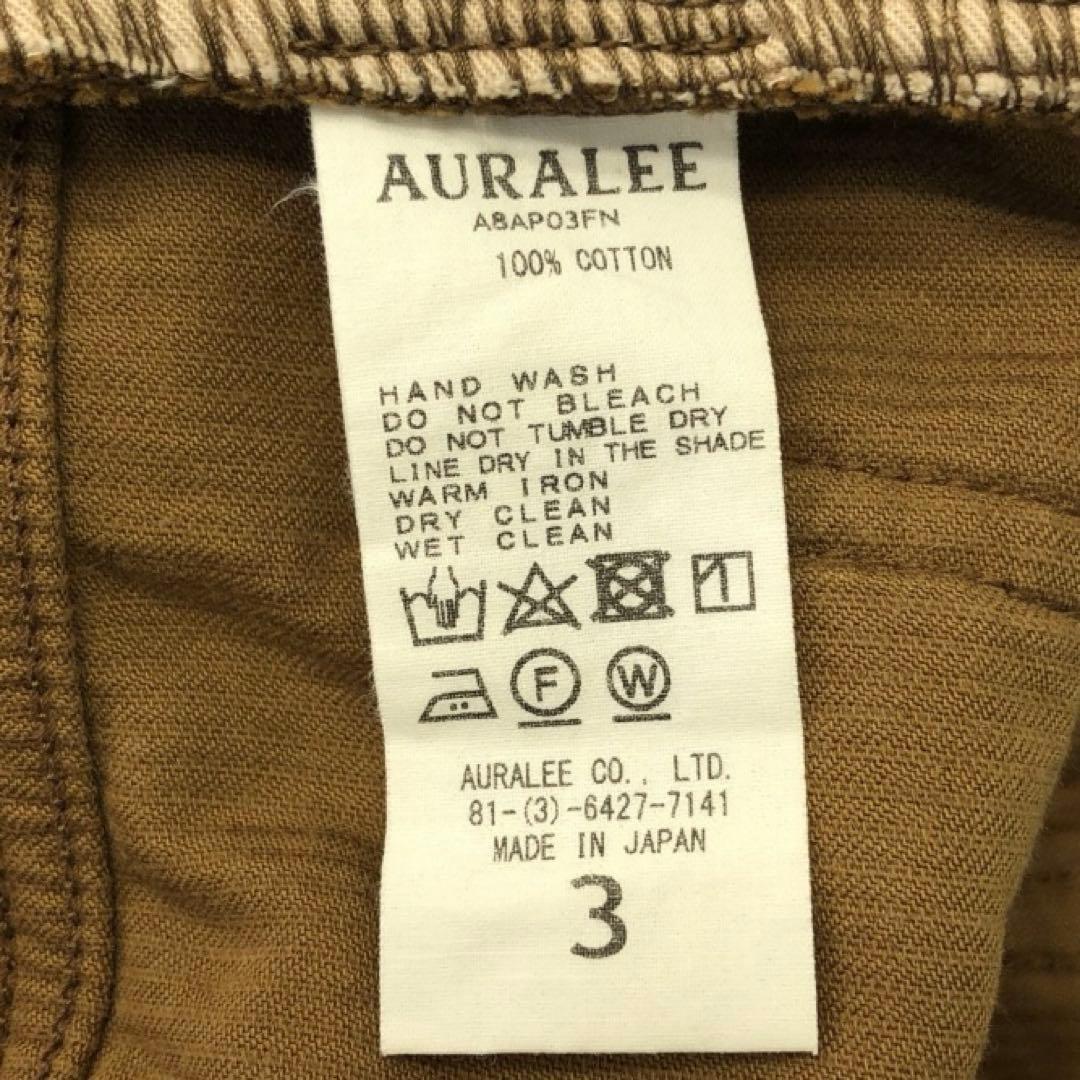 AURALEE
A8AP03FN
100% COTTON
HAND WASH
DO NOT BLEACH
DO NOT TUMBLE DRY
LINE DRY IN THE SHADE
WARM IRON
DRY CLEAN
WET CLEAN
F W
AURALEE CO., LTD.
81-(3)-6427-7141
MADE IN JAPAN
3